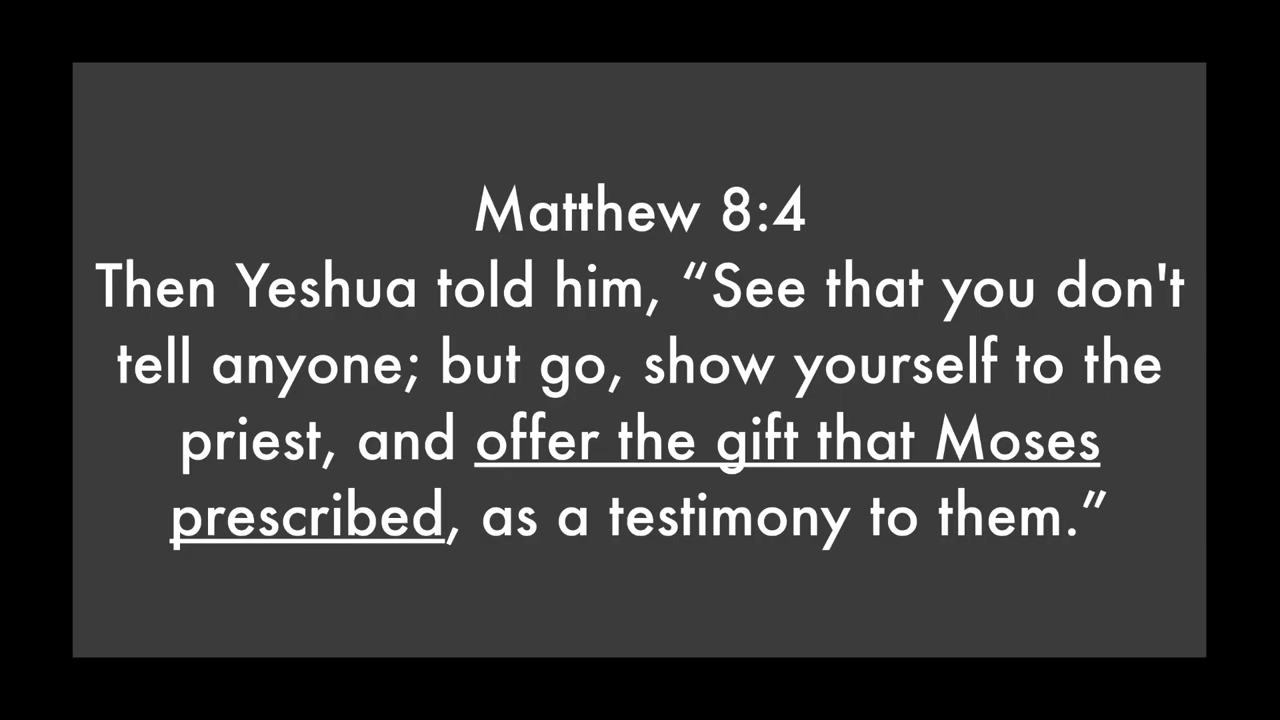 Matthew 8:4
Then Yeshua told him, “See that you don't
tell anyone; but go, show yourself to the
priest, and offer the gift that Moses
prescribed, as a testimony to them.”